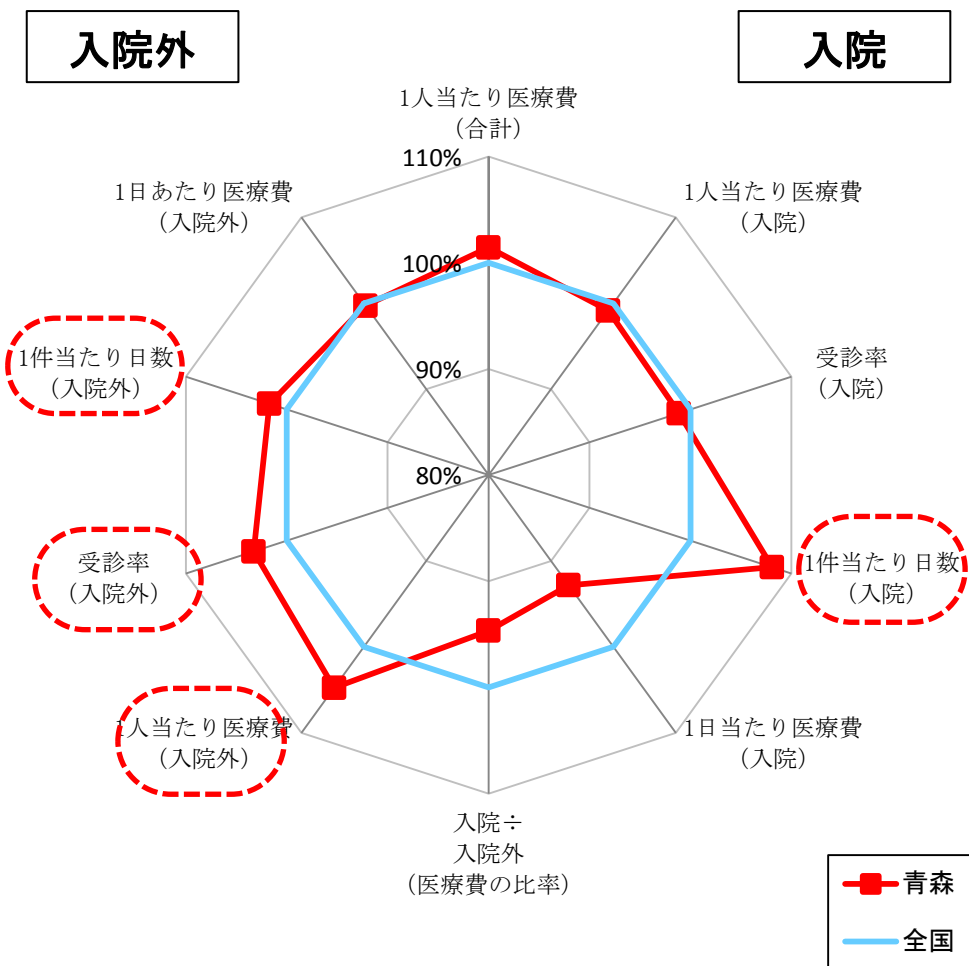 入院外
入院
1人当たり医療費
（合計）
110%
100%
90%
80%
1人当たり医療費
（入院）
受診率
（入院）
1件当たり日数
（入院）
1日当たり医療費
（入院）
入院÷
入院外
（医療費の比率）
1人当たり医療費
（入院外）
受診率
（入院外）
1件当たり日数
（入院外）
1日あたり医療費
（入院外）
青森
全国